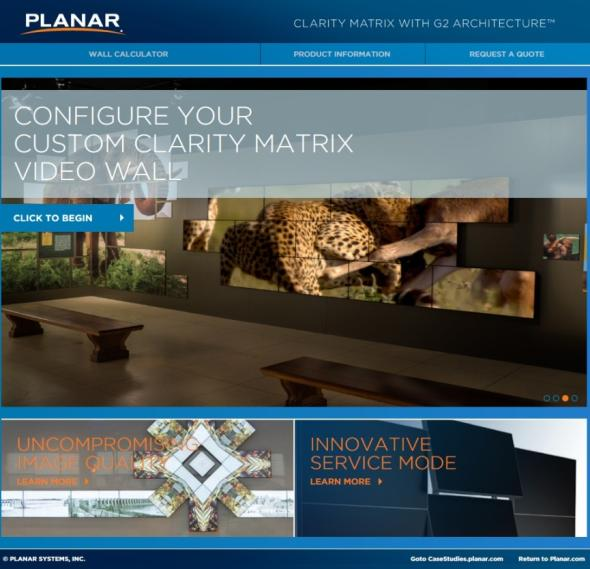 PLANAR
CLARITY MATRIX WITH G2 ARCHITECTURE™
WALL CALCULATOR
PRODUCT INFORMATION
REQUEST A QUOTE
CONFIGURE YOUR
CUSTOM CLARITY MATRIX
VIDEO WALL
CLICK TO BEGIN
UNCOMPROMISING
IMAGE QUALITY
LEARN MORE
INNOVATIVE
SERVICE MODE
LEARN MORE
© PLANAR SYSTEMS, INC.
Goto CaseStudies.planar.com
Return to Planar.com